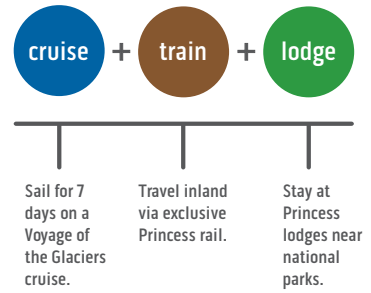 cruise + train + lodge
Sail for 7
days on a
Voyage of
the Glaciers
cruise.
Travel inland
via exclusive
Princess rail.
Stay at
Princess
lodges near
national
parks.